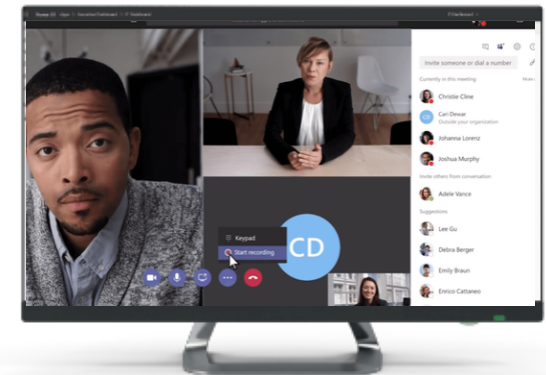 Invite someone or dial a number
Currently in this meeting
Christie Cline
CD
Cari Dewar
Outside your organization
Johanna Lorenz
Joshua Murphy
Invite others from conversation
Adele Vance
Suggestions
Lee Gu
Debra Berger
Emily Braun
Enrico Cattaneo
Keypad
Start recording
CD